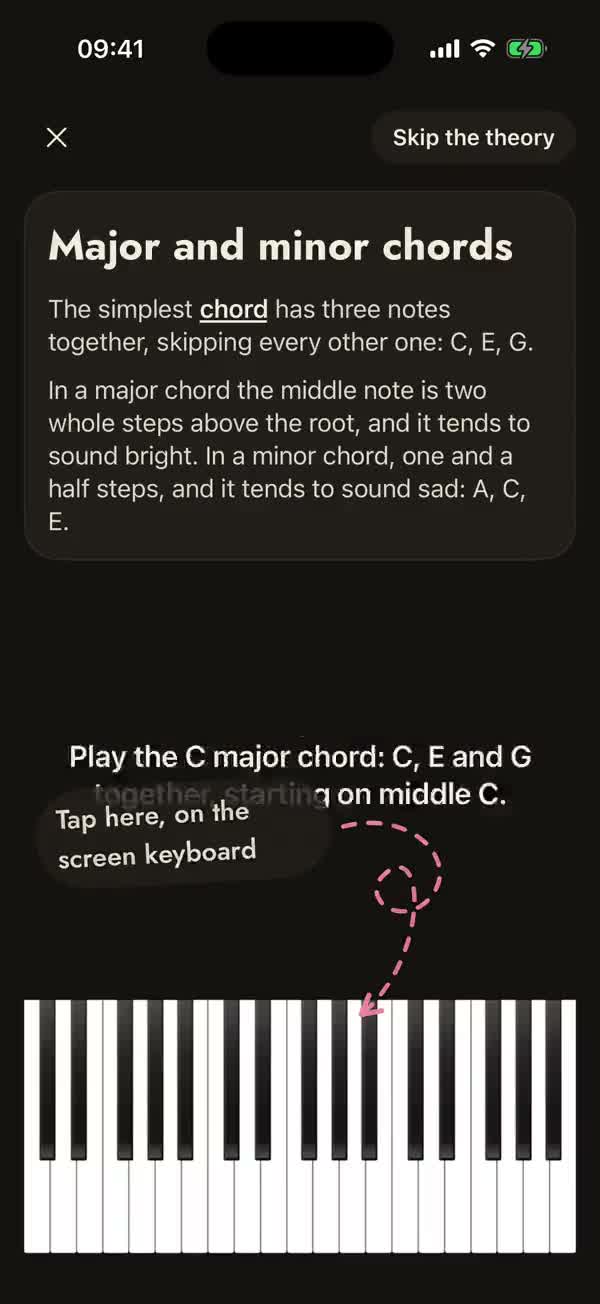 09:41
Skip the theory
Major and minor chords
The simplest chord has three notes
together, skipping every other one: C, E, G.
In a major chord the middle note is two
whole steps above the root, and it tends to
sound bright. In a minor chord, one and a
half steps, and it tends to sound sad: A, C,
E.
Play the C major chord: C, E and G
together, starting on middle C.
Tap here, on the
screen keyboard